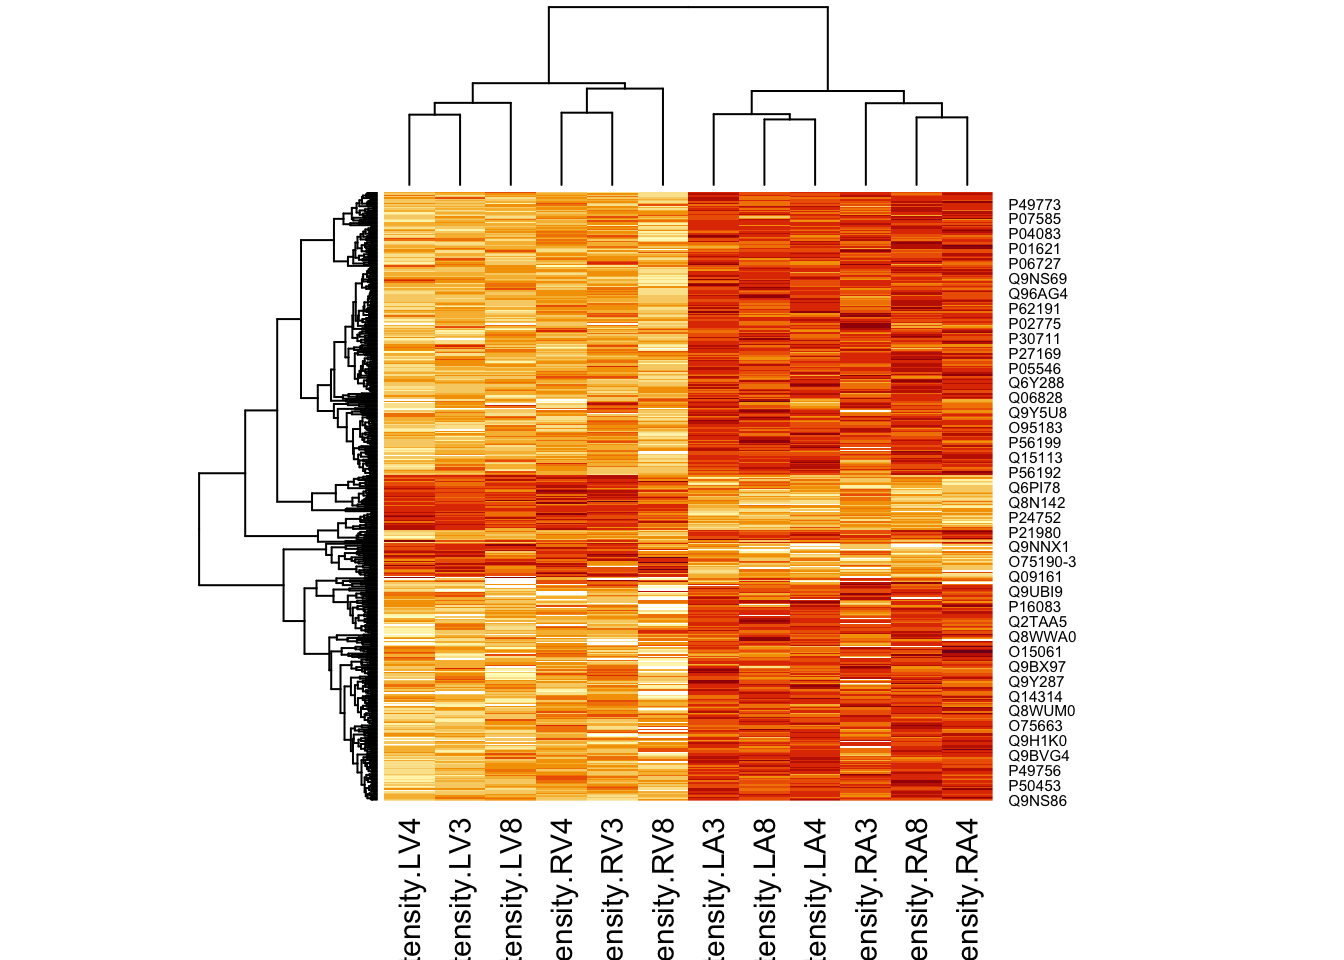 P49773
P07585
P04083
P01621
P06727
Q9NS69
Q96AG4
P62191
P02775
P30711
P27169
P05546
Q6Y288
Q06828
Q9Y5U8
O95183
P56199
Q15113
P56192
Q6PI78
Q8N142
P24752
P21980
Q9NNX1
O75190-3
Q09161
Q9UBI9
P16083
Q2TAA5
Q8WWA0
O15061
Q9BX97
Q9Y287
Q14314
Q8WUM0
O75663
Q9H1K0
Q9BVG4
P49756
P50453
Q9NS86
tensity.LV4
tensity.LV3
tensity.LV8
ensity.RV4
ensity.RV3
ensity.RV8
tensity.LA3
tensity.LA8
tensity.LA4
ensity.RA3
ensity.RA8
ensity.RA4